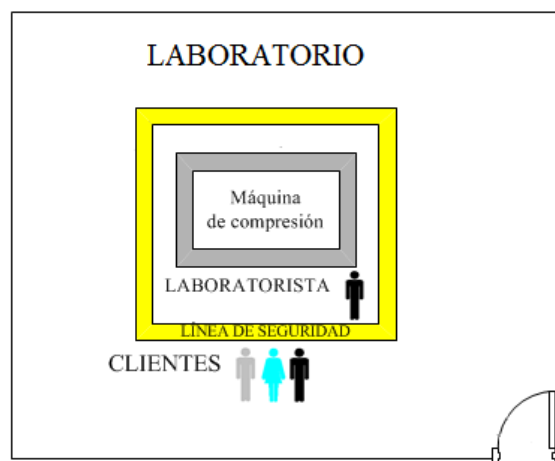 LABORATORIO
Máquina
de compresión
LABORATORISTA
LÍNEA DE SEGURIDAD
CLIENTES